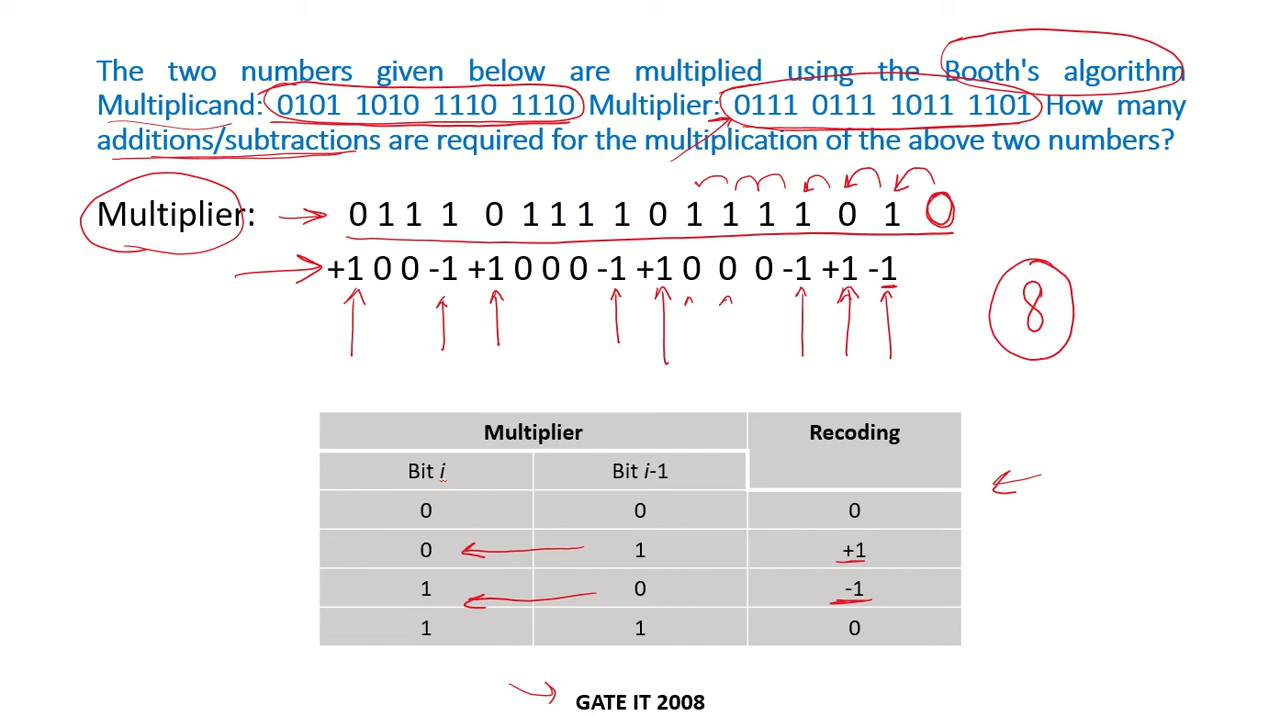 The two numbers given below are multiplied using the Booth's algorithm
Multiplicand: 0101 1010 1110 1110 Multiplier: 0111 0111 1011 1101 How many
additions/subtractions are required for the multiplication of the above two numbers?
Multiplier: 0 1 1 1 0 1 1 1 1 0 1 1 1 1 0 1 0
+1 0 0 -1 +1 0 0 0 -1 +1 0 0 0 -1 +1 -1
8
Multiplier Recoding
Bit i Bit i-1
0 0 0
0 1 +1
1 0 -1
1 1 0
GATE IT 2008